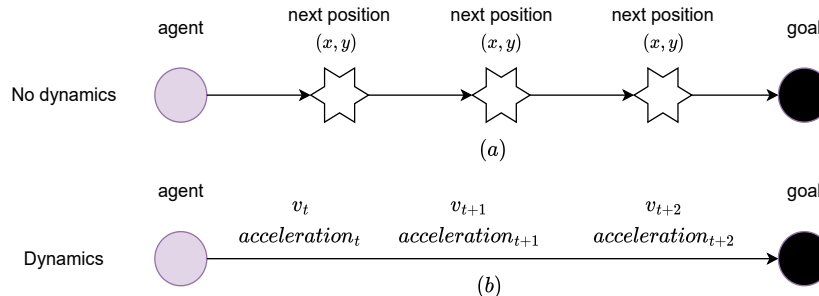 next position next position next position
agent (x, y) (x, y) (x, y) goal
No dynamics
(a)
agent goal
v_t v_{t+1} v_{t+2}
acceleration_t acceleration_{t+1} acceleration_{t+2}
Dynamics
(b)